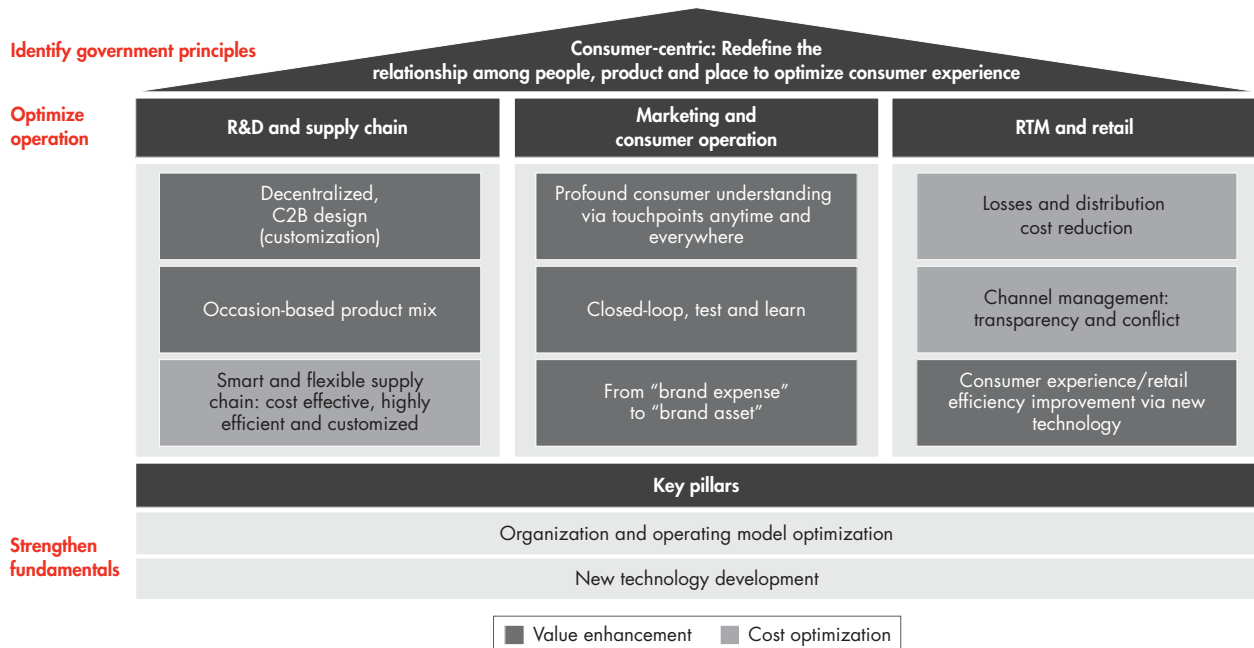 Identify government principles
Consumer-centric: Redefine the
relationship among people, product and place to optimize consumer experience
Optimize
operation
R&D and supply chain
Marketing and
consumer operation
RTM and retail
Decentralized,
C2B design
(customization)
Profound consumer understanding
via touchpoints anytime and
everywhere
Losses and distribution
cost reduction
Occasion-based product mix
Closed-loop, test and learn
Channel management:
transparency and conflict
Smart and flexible supply
chain: cost effective, highly
efficient and customized
From “brand expense”
to “brand asset”
Consumer experience/retail
efficiency improvement via new
technology
Key pillars
Strengthen
fundamentals
Organization and operating model optimization
New technology development
Value enhancement
Cost optimization